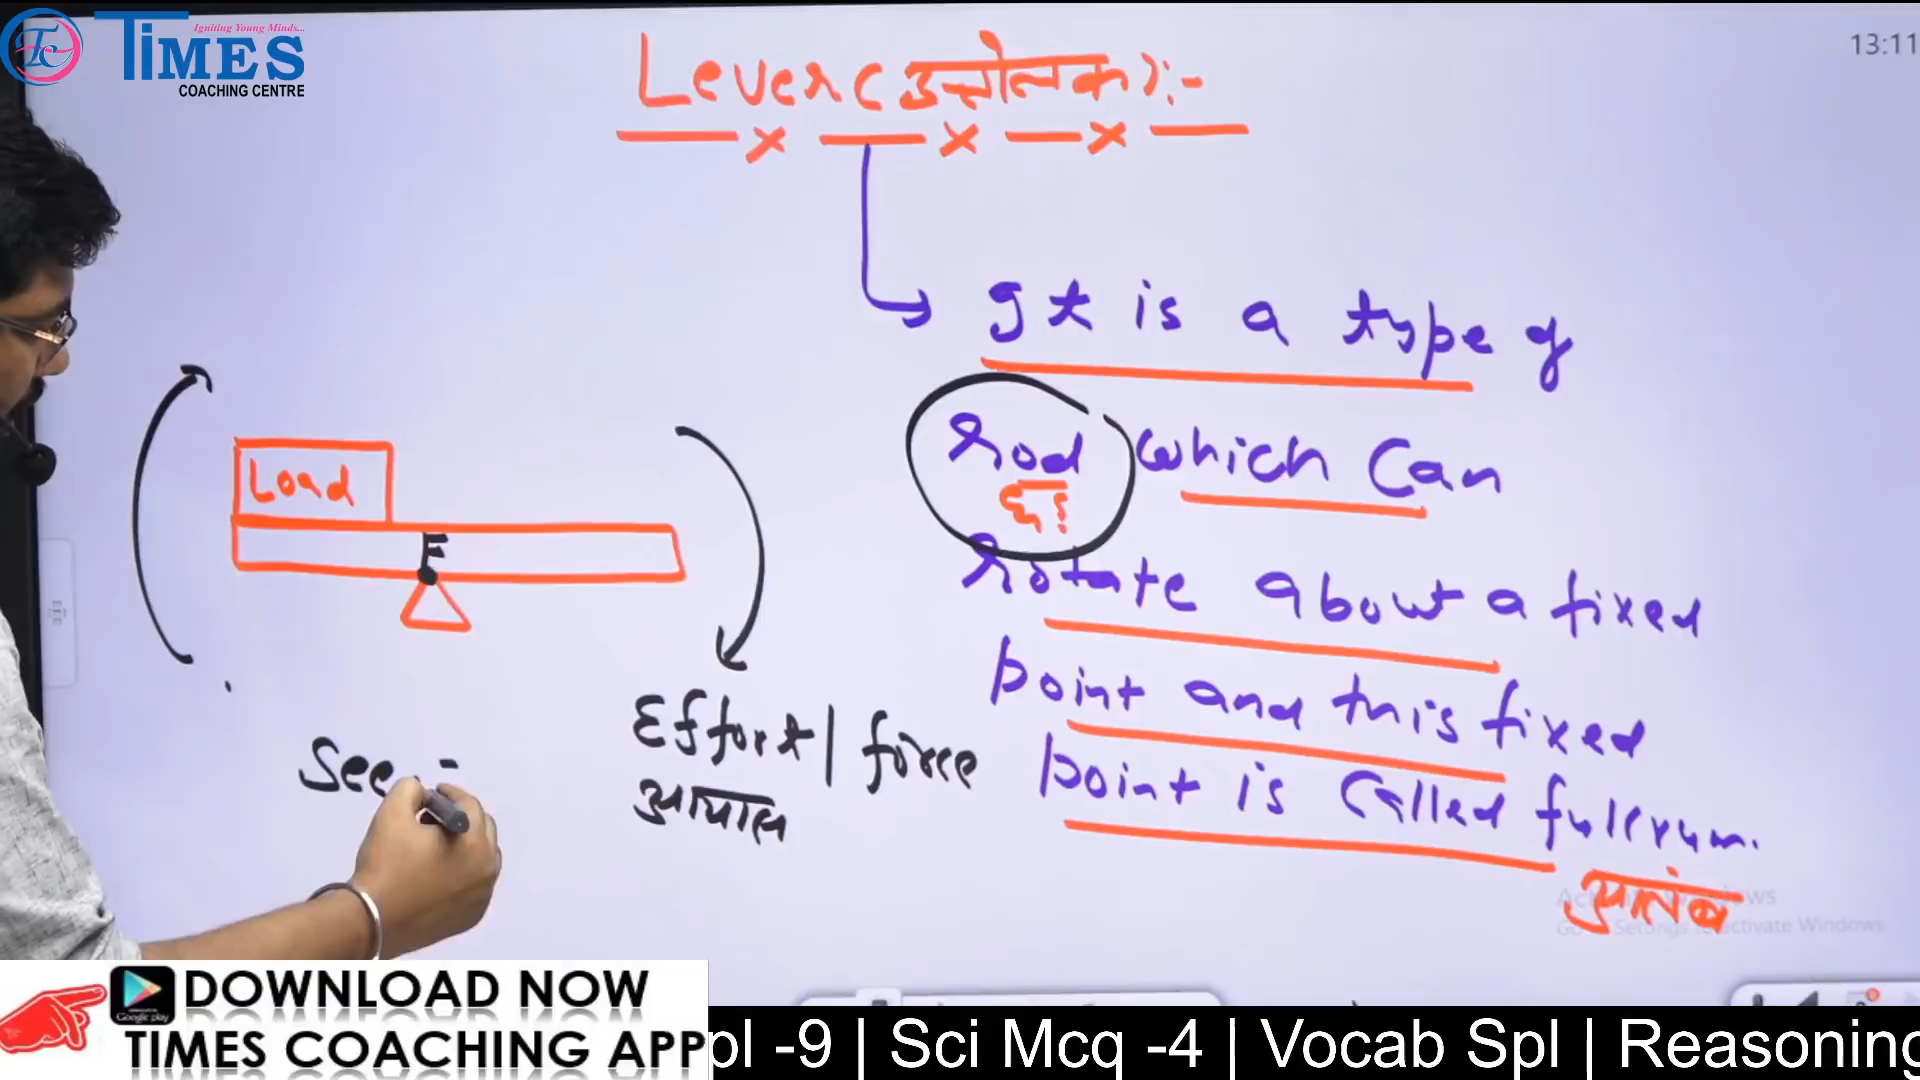 Igniting Young Minds...
Tc TIMES
COACHING CENTRE
13:11
Lever (उत्तोलक):-
It is a type of
Load
rod which can
छड़
F
rotate about a fixed
point and this fixed
Effort / force
See
आयास
point is called fulcrum.
आलंब
DOWNLOAD NOW
TIMES COACHING APP
pl -9 | Sci Mcq -4 | Vocab Spl | Reasoning